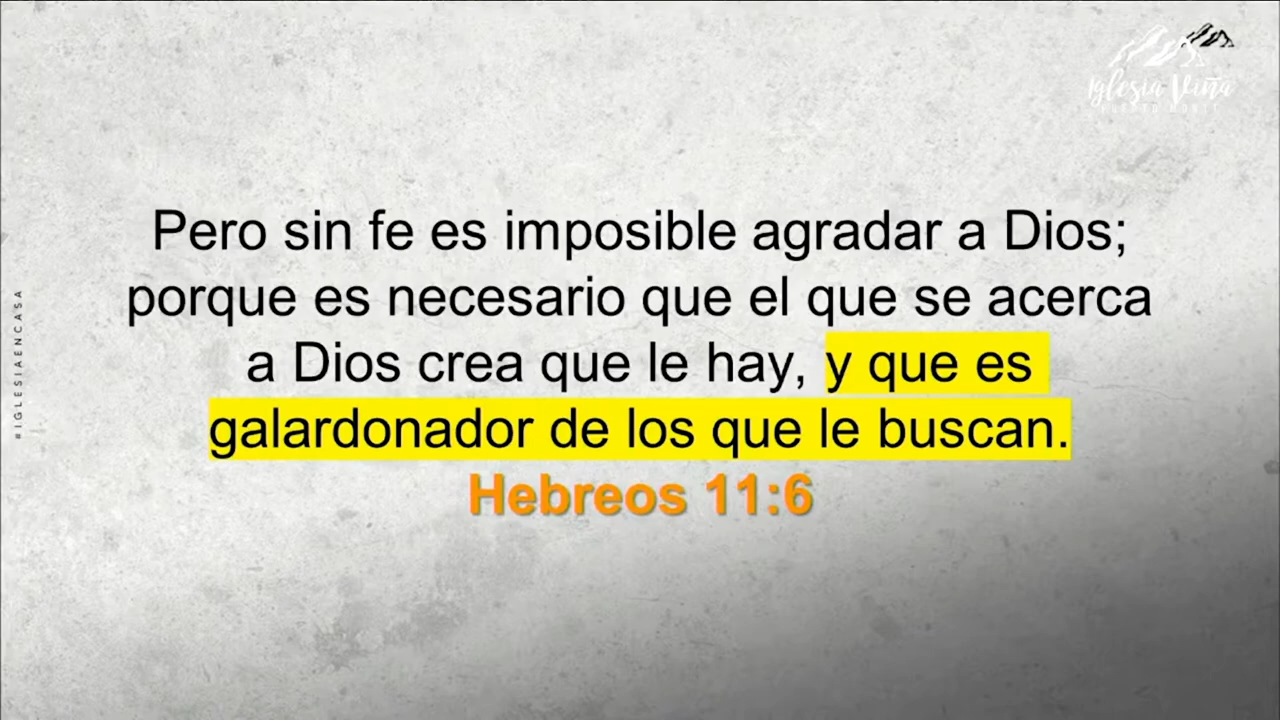 Iglesia Viña
Pero sin fe es imposible agradar a Dios;
porque es necesario que el que se acerca
a Dios crea que le hay, y que es
galardonador de los que le buscan.
Hebreos 11:6
#IGLESIAENCASA